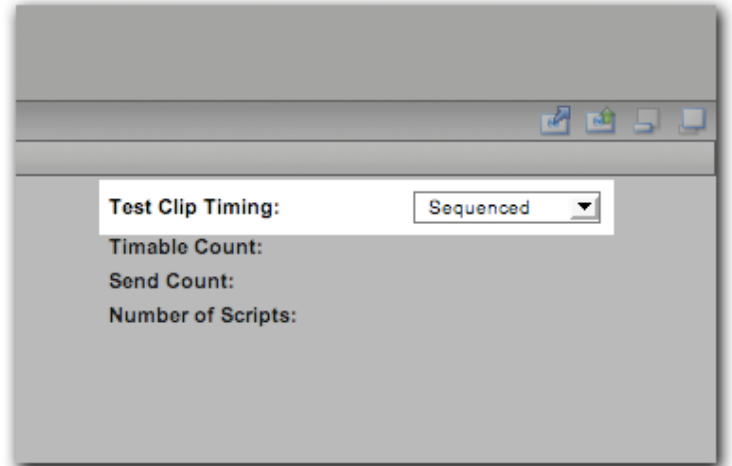 Test Clip Timing: Sequenced
Timable Count:
Send Count:
Number of Scripts: